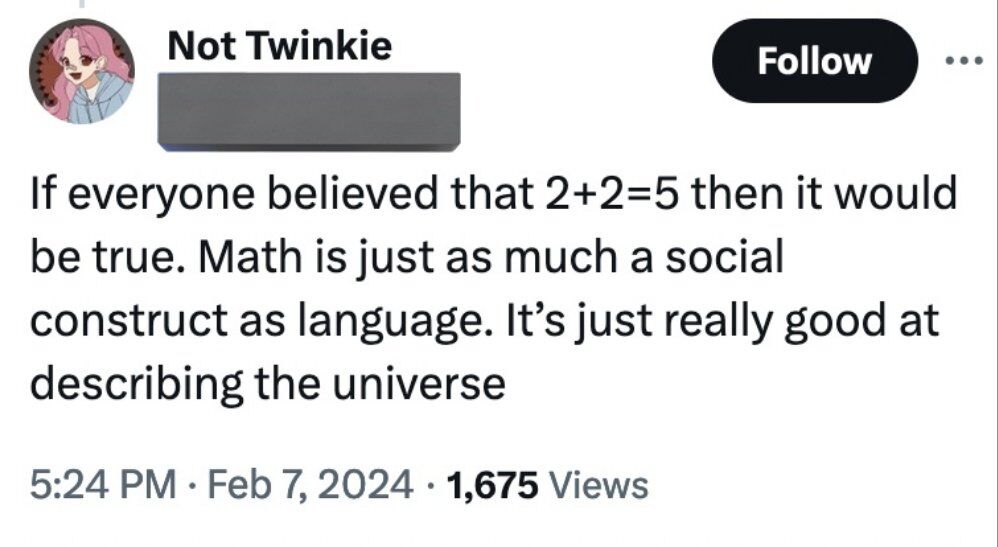 Not Twinkie
Follow
If everyone believed that 2+2=5 then it would
be true. Math is just as much a social
construct as language. It’s just really good at
describing the universe
5:24 PM · Feb 7, 2024 · 1,675 Views